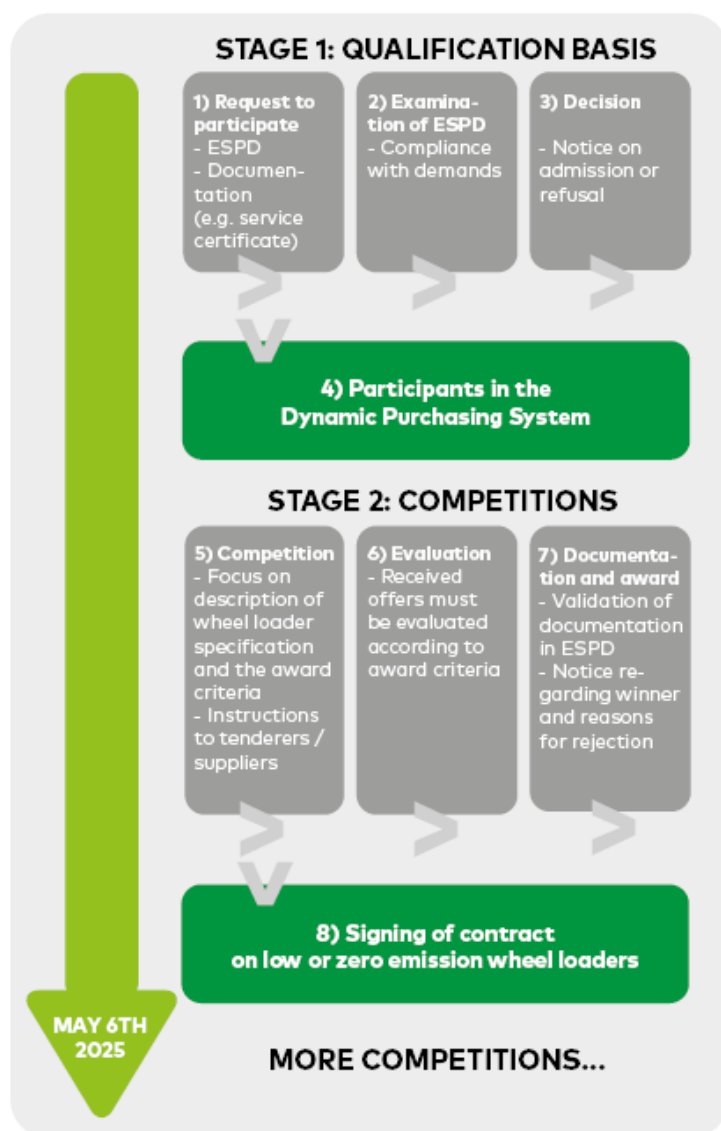 STAGE 1: QUALIFICATION BASIS
1) Request to
participate
- ESPD
- Documen-
tation
(e.g. service
certificate)
2) Examina-
tion of ESPD
- Compliance
with demands
3) Decision
- Notice on
admission or
refusal
4) Participants in the
Dynamic Purchasing System
STAGE 2: COMPETITIONS
5) Competition
- Focus on
description of
wheel loader
specification
and the award
criteria
- Instructions
to tenderers /
suppliers
6) Evaluation
- Received
offers must
be evaluated
according to
award criteria
7) Documenta-
tion and award
- Validation of
documentation
in ESPD
- Notice re-
garding winner
and reasons
for rejection
8) Signing of contract
on low or zero emission wheel loaders
MAY 6TH
2025
MORE COMPETITIONS...